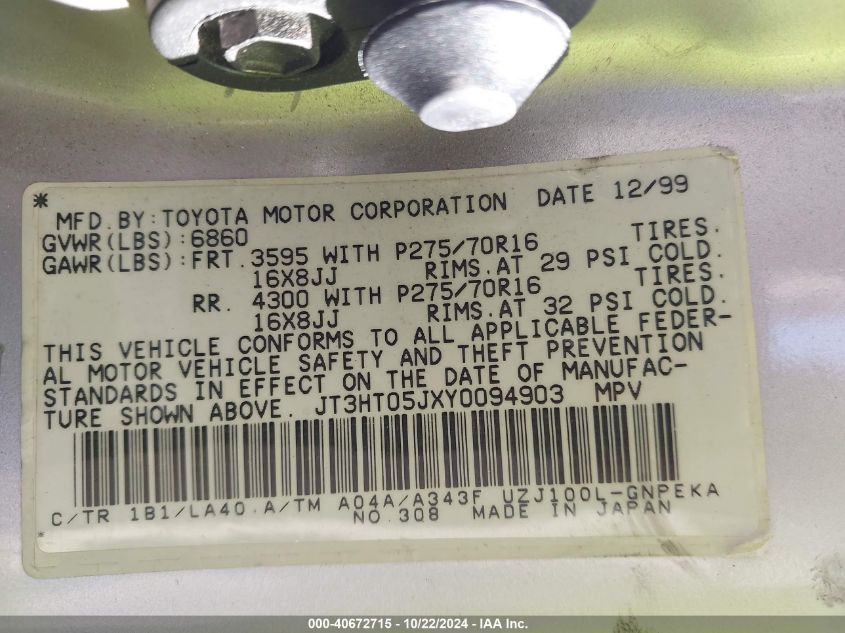 * MFD.BY:TOYOTA MOTOR CORPORATION DATE 12/99
GVWR(LBS):6860
GAWR(LBS):FRT.3595 WITH P275/70R16 TIRES.
16X8JJ RIMS.AT 29 PSI COLD.
RR. 4300 WITH P275/70R16 TIRES.
16X8JJ RIMS.AT 32 PSI COLD.
THIS VEHICLE CONFORMS TO ALL APPLICABLE FEDER-
AL MOTOR VEHICLE SAFETY AND THEFT PREVENTION
STANDARDS IN EFFECT ON THE DATE OF MANUFAC-
TURE SHOWN ABOVE. JT3HT05JXY0094903 MPV
C/TR 1B1/LA40.A/TM A04A/A343F UZJ100L-GNPEKA
* NO.308 MADE IN JAPAN
000-40672715 - 10/22/2024 - IAA Inc.